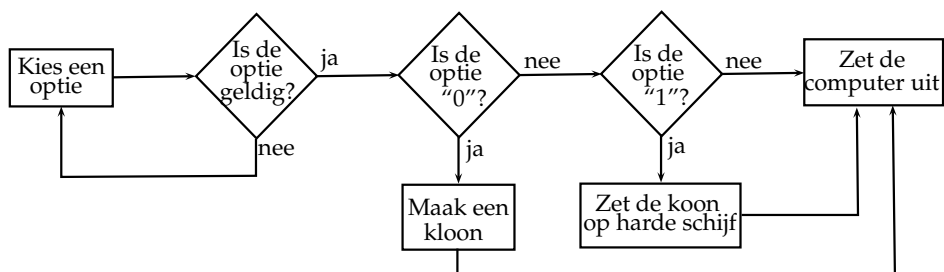 Kies een
optie
Is de
optie
geldig?
ja
nee
Is de
optie
“0”?
nee
ja
Is de
optie
“1”?
nee
ja
Zet de
computer uit
Maak een
kloon
Zet de koon
op harde schijf